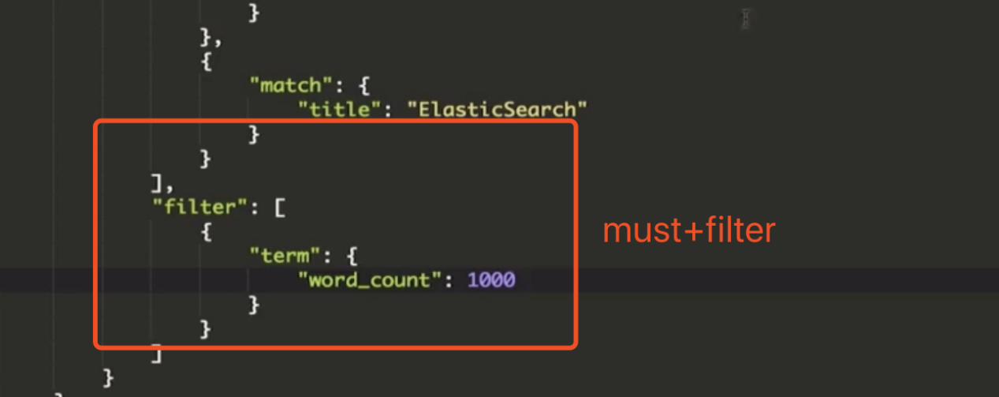 }
},
{
"match": {
"title": "ElasticSearch"
}
}
],
"filter": [
{
"term": {
"word_count": 1000
}
}
]
}
must+filter